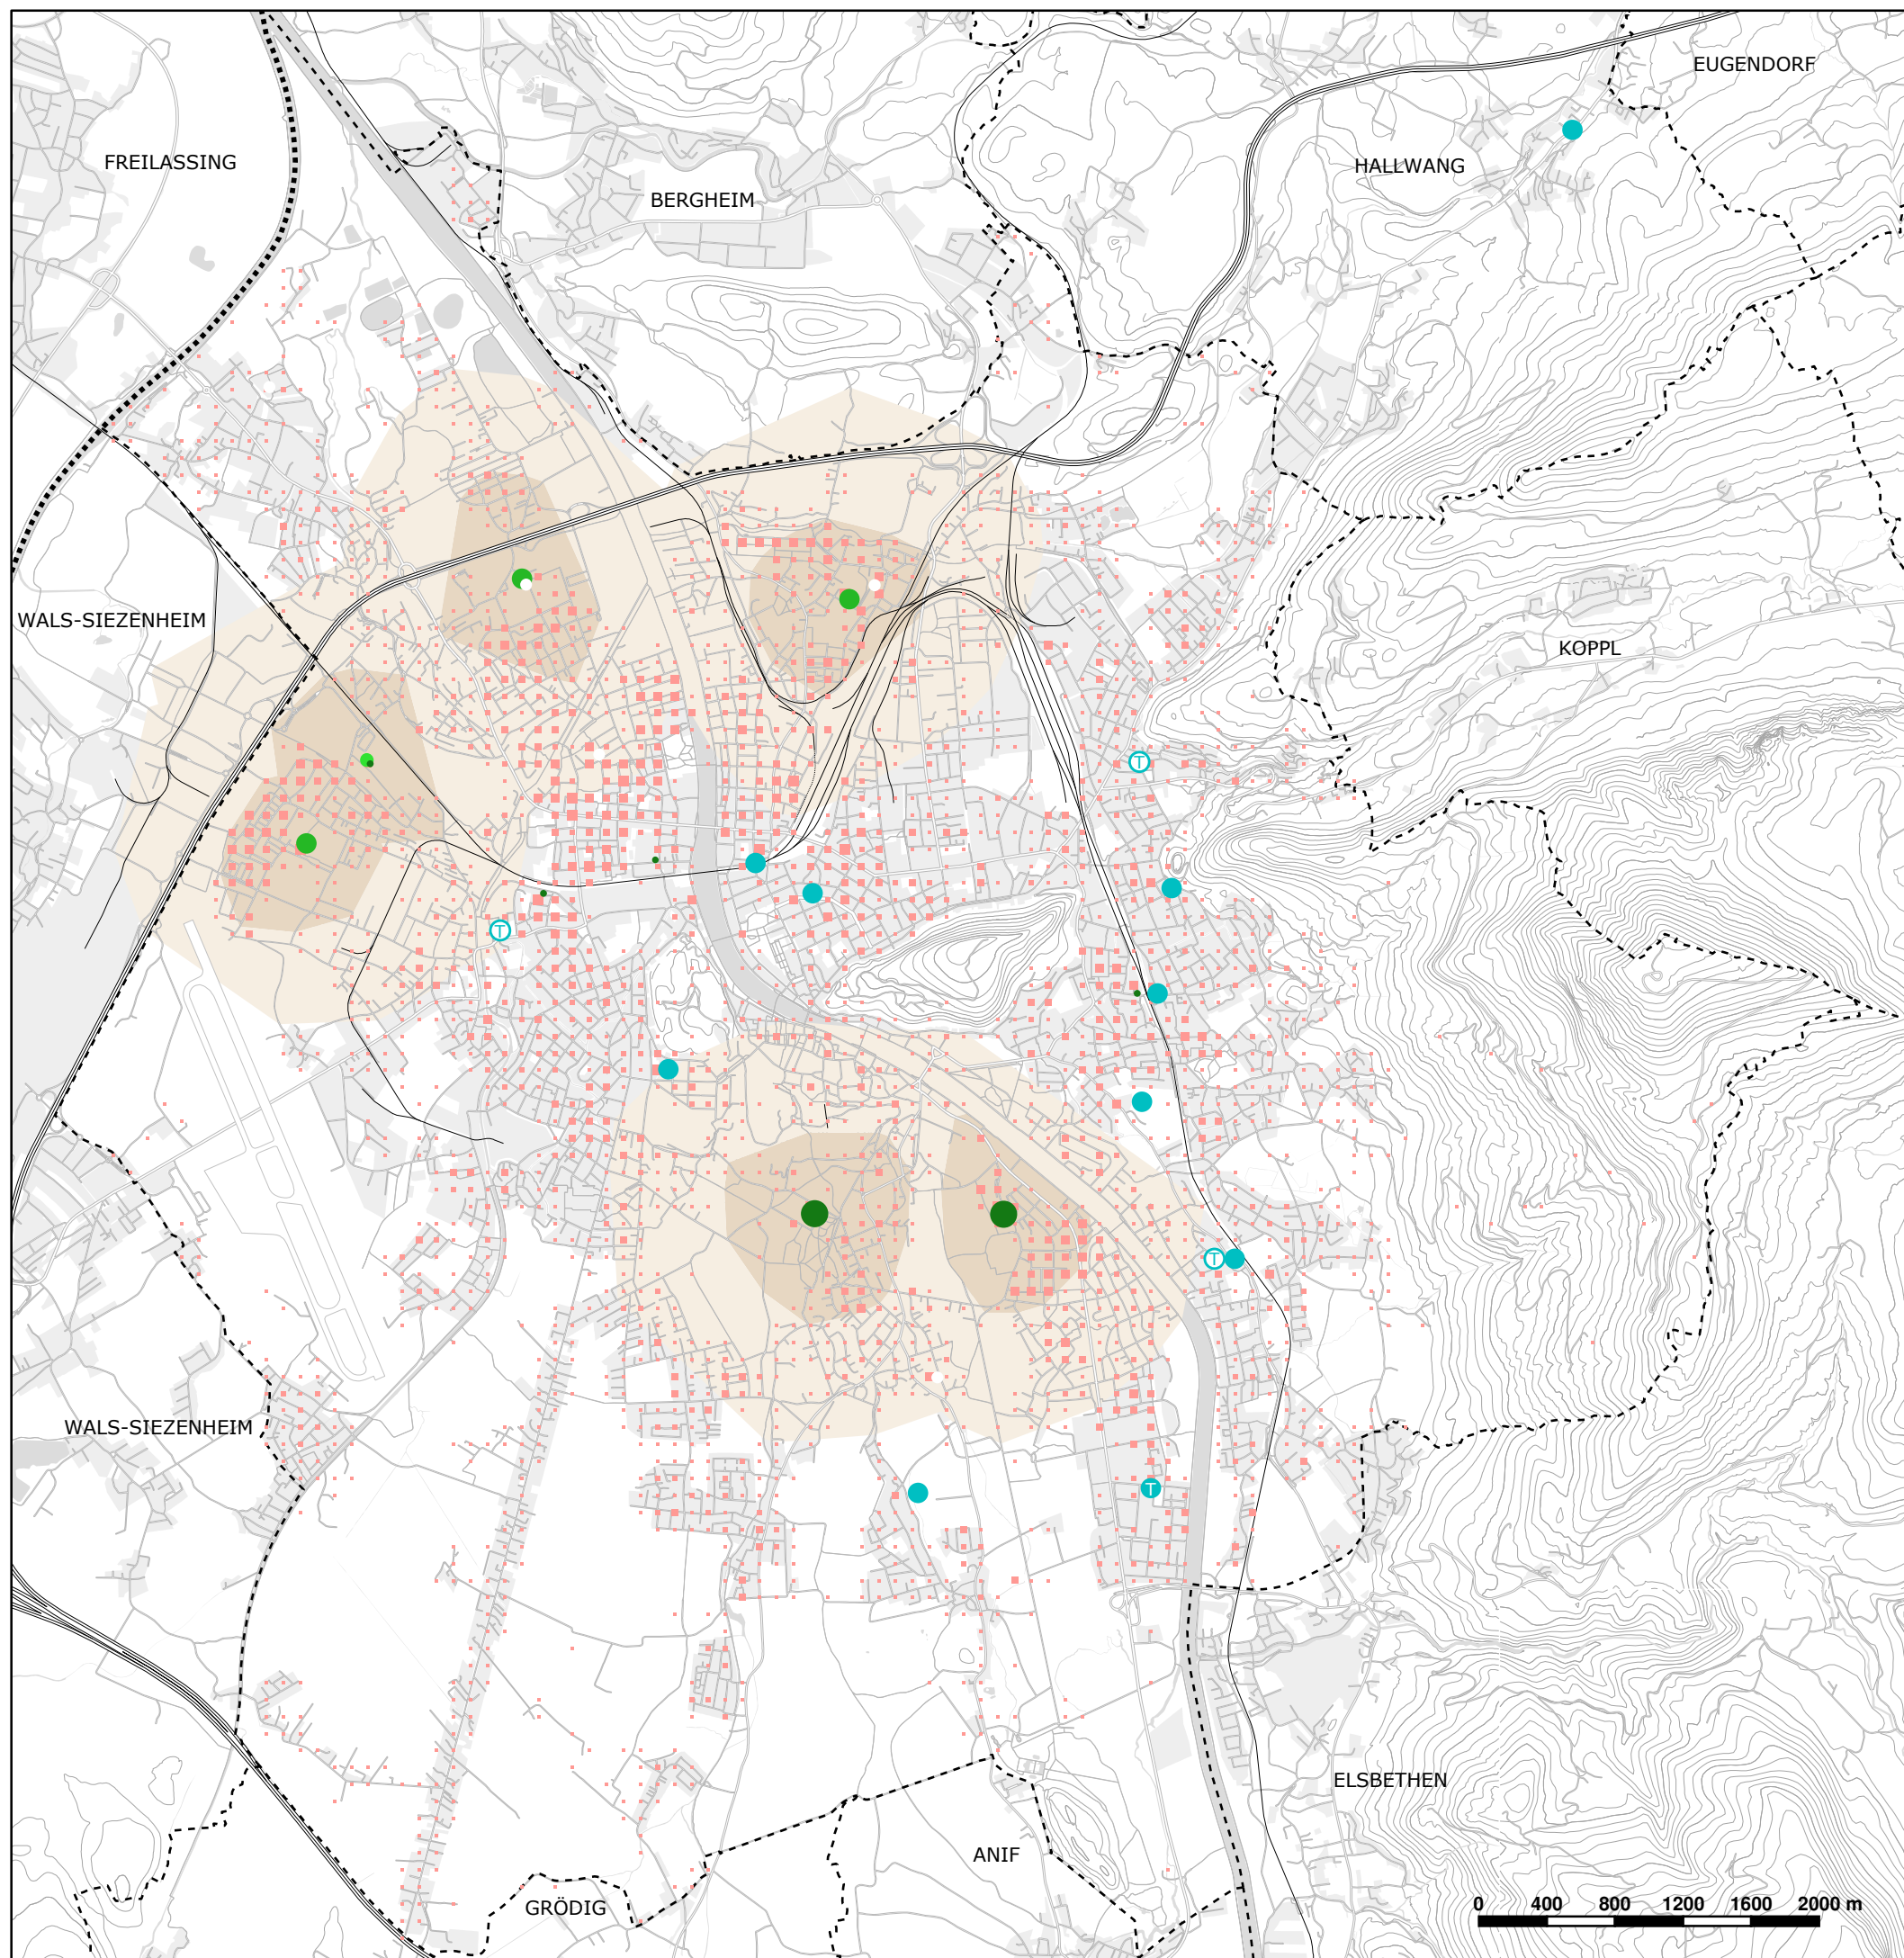 EUGENDORF
FREILASSING
HALLWANG
BERGHEIM
WALS-SIEZENHEIM
KOPPL
T
T
T
WALS-SIEZENHEIM
T
ELSBETHEN
ANIF
GRÖDIG
0 400 800 1200 1600 2000 m